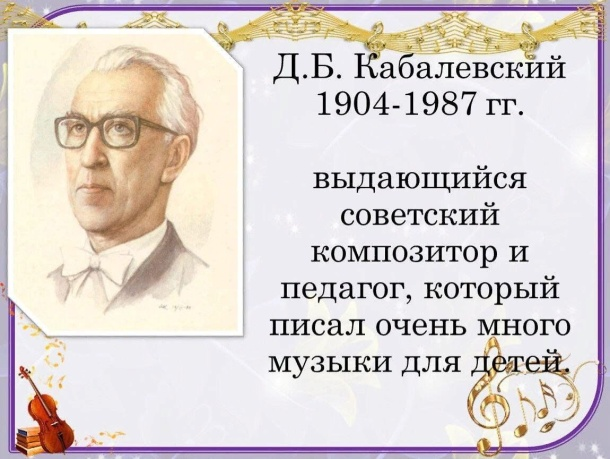 Д.Б. Кабалевский
1904-1987 гг.
выдающийся
советский
композитор и
педагог, который
писал очень много
музыки для детей.